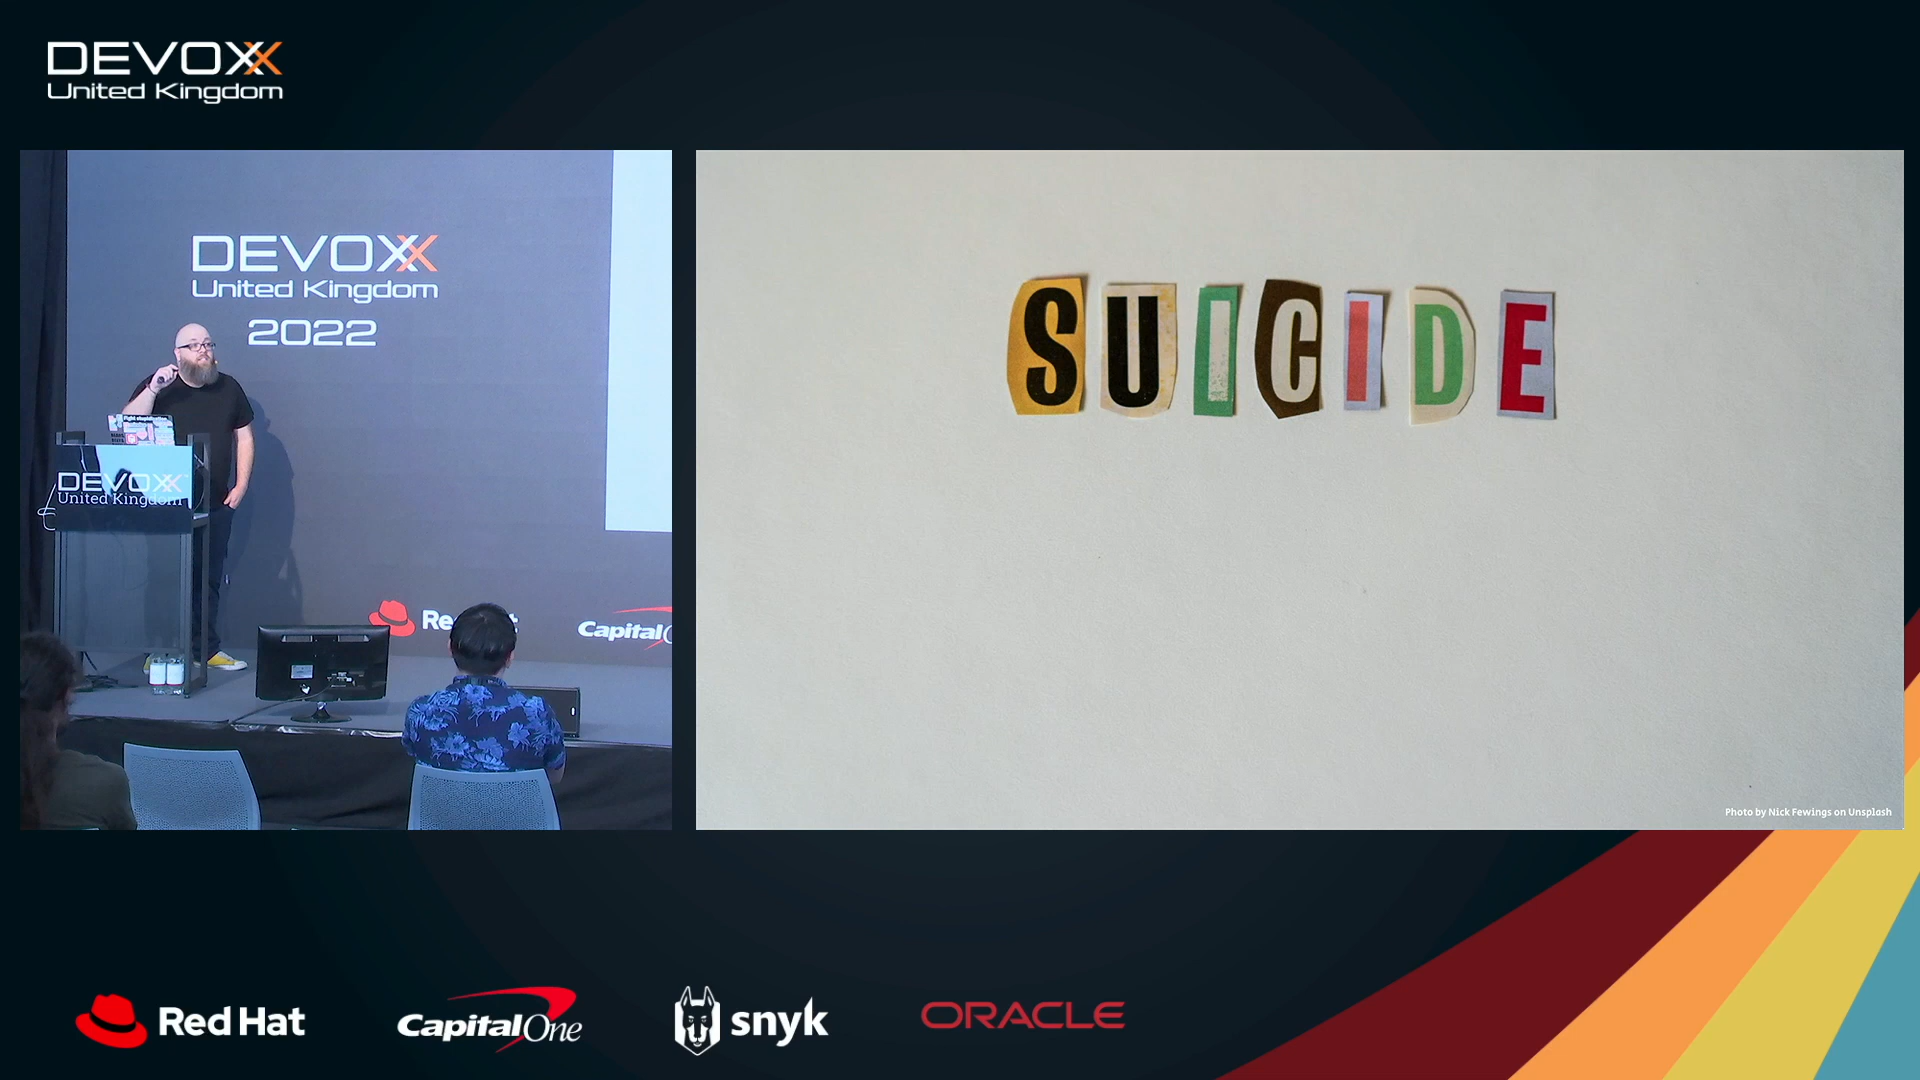 DEVOXX
United Kingdom
DEVOXX
United Kingdom
2022
SUICIDE
DEVOXX
United Kingdom
Red Hat
Capital One
snyk
ORACLE
Photo by Nick Fewings on Unsplash